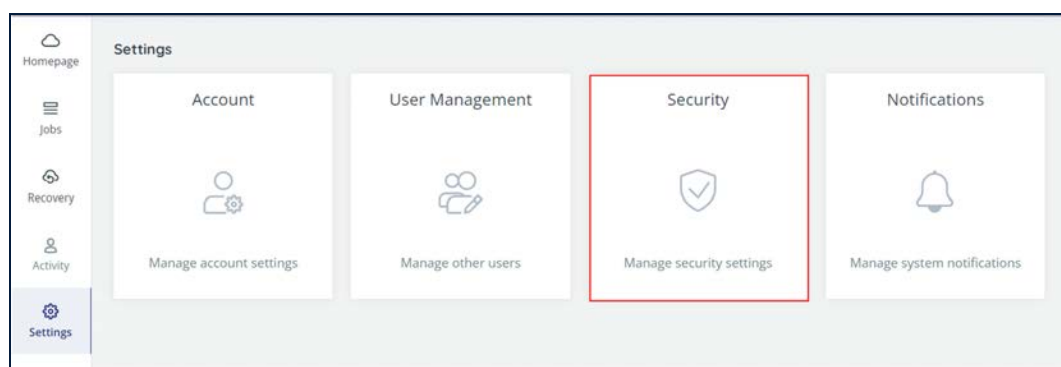 Homepage
Jobs
Recovery
Activity
Settings
Settings
Account
Manage account settings
User Management
Manage other users
Security
Manage security settings
Notifications
Manage system notifications